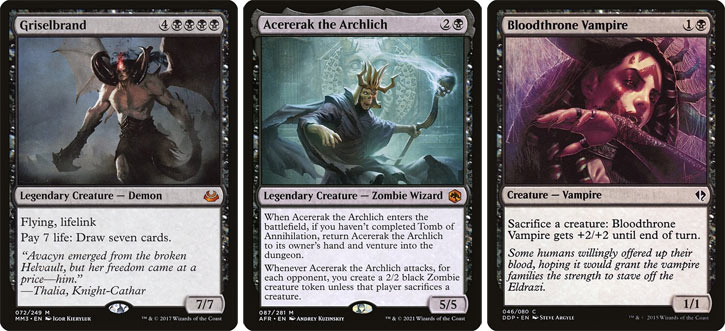 Griselbrand 4
Legendary Creature — Demon
Flying, lifelink
Pay 7 life: Draw seven cards.
"Avacyn emerged from the broken
Helvault, but her freedom came at a
price—him."
—Thalia, Knight-Cathar
7/7
072/249 M
MM3 • EN Igor Kieryluk
™ & © 2017 Wizards of the Coast
Acererak the Archlich 2
Legendary Creature — Zombie Wizard
When Acererak the Archlich enters the
battlefield, if you haven't completed Tomb of
Annihilation, return Acererak the Archlich
to its owner's hand and venture into the
dungeon.
Whenever Acererak the Archlich attacks, for
each opponent, you create a 2/2 black Zombie
creature token unless that player sacrifices a
creature.
5/5
087/281 M
AFR • EN Andrey Kuzinskiy
™ & © 2021 Wizards of the Coast
Bloodthrone Vampire 1
Creature — Vampire
Sacrifice a creature: Bloodthrone
Vampire gets +2/+2 until end of turn.
Some humans willingly offered up their
blood, hoping it would grant the vampire
families the strength to stave off the
Eldrazi.
1/1
046/080 C
DDP • EN Steve Argyle
™ & © 2015 Wizards of the Coast